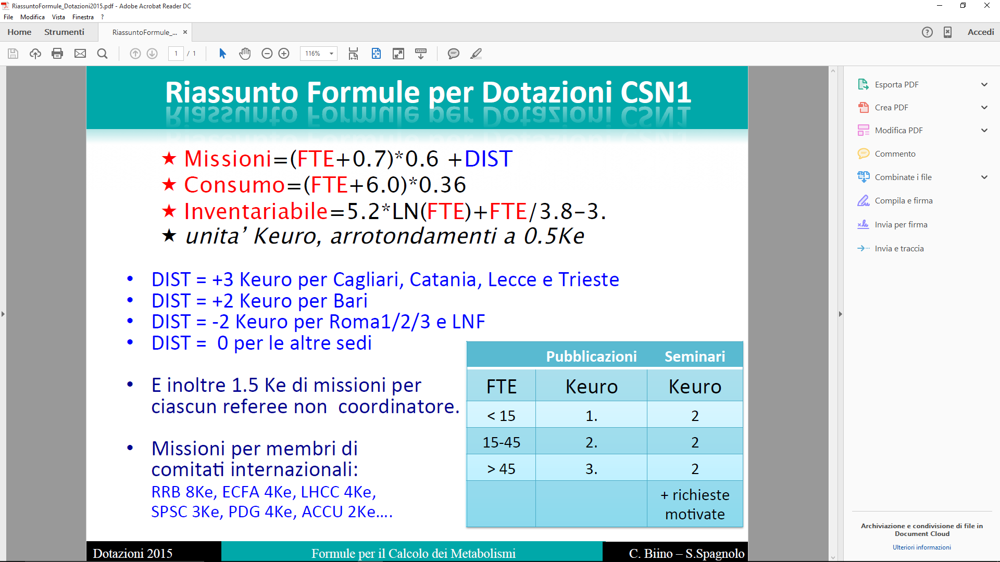 RiassuntoFormule_Dotazioni2015.pdf - Adobe Acrobat Reader DC
File Modifica Vista Finestra ?
Home Strumenti RiassuntoFormule_... × Accedi
1 / 1 116%
Riassunto Formule per Dotazioni CSN1
★ Missioni=(FTE+0.7)*0.6 +DIST
★ Consumo=(FTE+6.0)*0.36
★ Inventariabile=5.2*LN(FTE)+FTE/3.8-3.
★ unita’ Keuro, arrotondamenti a 0.5Ke
• DIST = +3 Keuro per Cagliari, Catania, Lecce e Trieste
• DIST = +2 Keuro per Bari
• DIST = -2 Keuro per Roma1/2/3 e LNF
• DIST = 0 per le altre sedi
• E inoltre 1.5 Ke di missioni per
ciascun referee non coordinatore.
• Missioni per membri di
comitati internazionali:
RRB 8Ke, ECFA 4Ke, LHCC 4Ke,
SPSC 3Ke, PDG 4Ke, ACCU 2Ke....
Pubblicazioni Seminari
FTE Keuro Keuro
< 15 1. 2
15-45 2. 2
> 45 3. 2
+ richieste
motivate
Dotazioni 2015 Formule per il Calcolo dei Metabolismi C. Biino – S.Spagnolo
Esporta PDF
Crea PDF
Modifica PDF
Commento
Combinate i file
Compila e firma
Invia per firma
Invia e traccia
Archiviazione e condivisione di file in
Document Cloud
Ulteriori informazioni